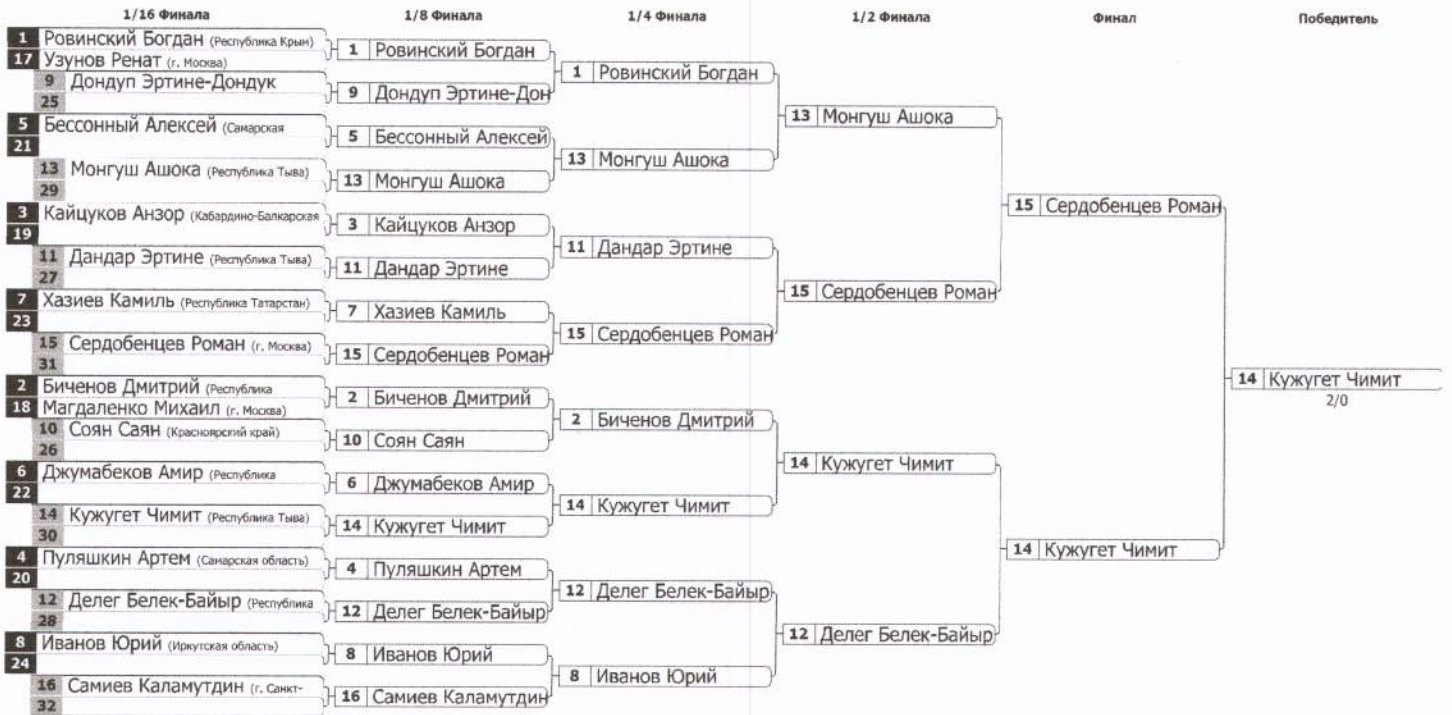 1/16 Финала 1/8 Финала 1/4 Финала 1/2 Финала Финал Победитель
1 Ровинский Богдан (Республика Крым)
17 Узунов Ренат (г. Москва)
9 Дондуп Эртине-Дондук
25
5 Бессонный Алексей (Самарская
21
13 Монгуш Ашока (Республика Тыва)
29
3 Кайцуков Анзор (Кабардино-Балкарская
19
11 Дандар Эртине (Республика Тыва)
27
7 Хазиев Камиль (Республика Татарстан)
23
15 Сердобенцев Роман (г. Москва)
31
2 Биченов Дмитрий (Республика
18 Магдаленко Михаил (г. Москва)
10 Соян Саян (Красноярский край)
26
6 Джумабеков Амир (Республика
22
14 Кужугет Чимит (Республика Тыва)
30
4 Пуляшкин Артем (Самарская область)
20
12 Делег Белек-Байыр (Республика
28
8 Иванов Юрий (Иркутская область)
24
16 Самиев Каламутдин (г. Санкт-
32
1 Ровинский Богдан
9 Дондуп Эртине-Дон
5 Бессонный Алексей
13 Монгуш Ашока
3 Кайцуков Анзор
11 Дандар Эртине
7 Хазиев Камиль
15 Сердобенцев Роман
2 Биченов Дмитрий
10 Соян Саян
6 Джумабеков Амир
14 Кужугет Чимит
4 Пуляшкин Артем
12 Делег Белек-Байыр
8 Иванов Юрий
16 Самиев Каламутдин
1 Ровинский Богдан
13 Монгуш Ашока
11 Дандар Эртине
15 Сердобенцев Роман
2 Биченов Дмитрий
14 Кужугет Чимит
12 Делег Белек-Байыр
8 Иванов Юрий
13 Монгуш Ашока
15 Сердобенцев Роман
14 Кужугет Чимит
12 Делег Белек-Байыр
15 Сердобенцев Роман
14 Кужугет Чимит
14 Кужугет Чимит
2/0